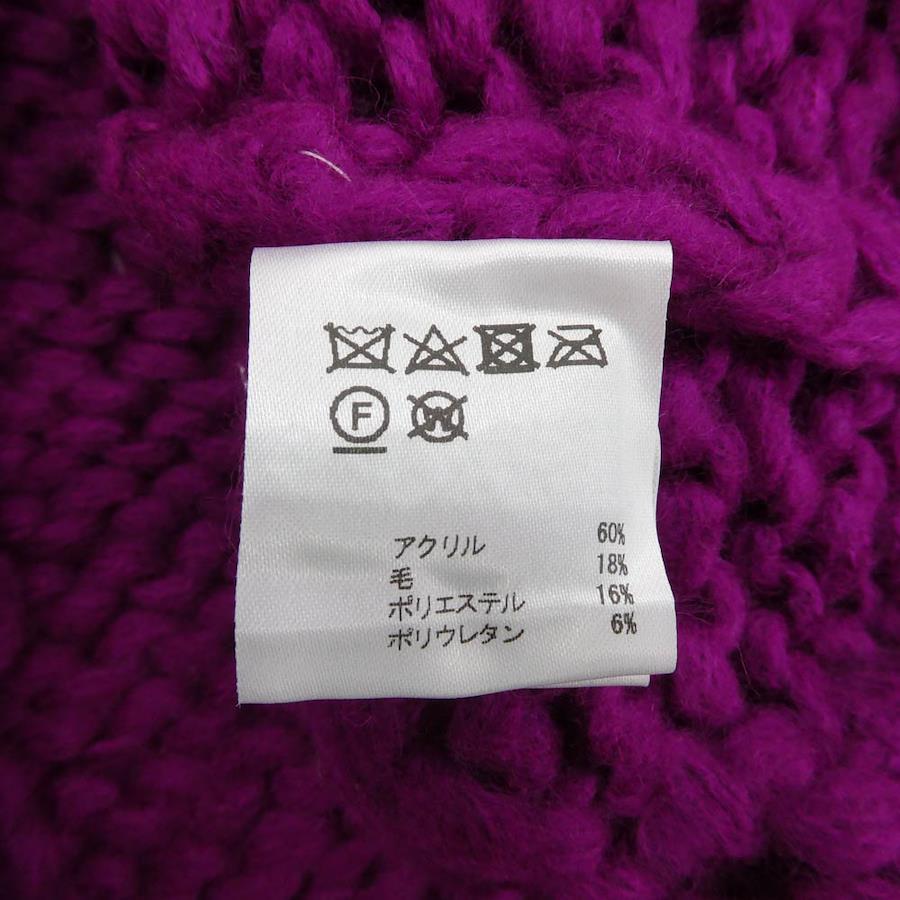 F W
アクリル 60%
毛 18%
ポリエステル 16%
ポリウレタン 6%